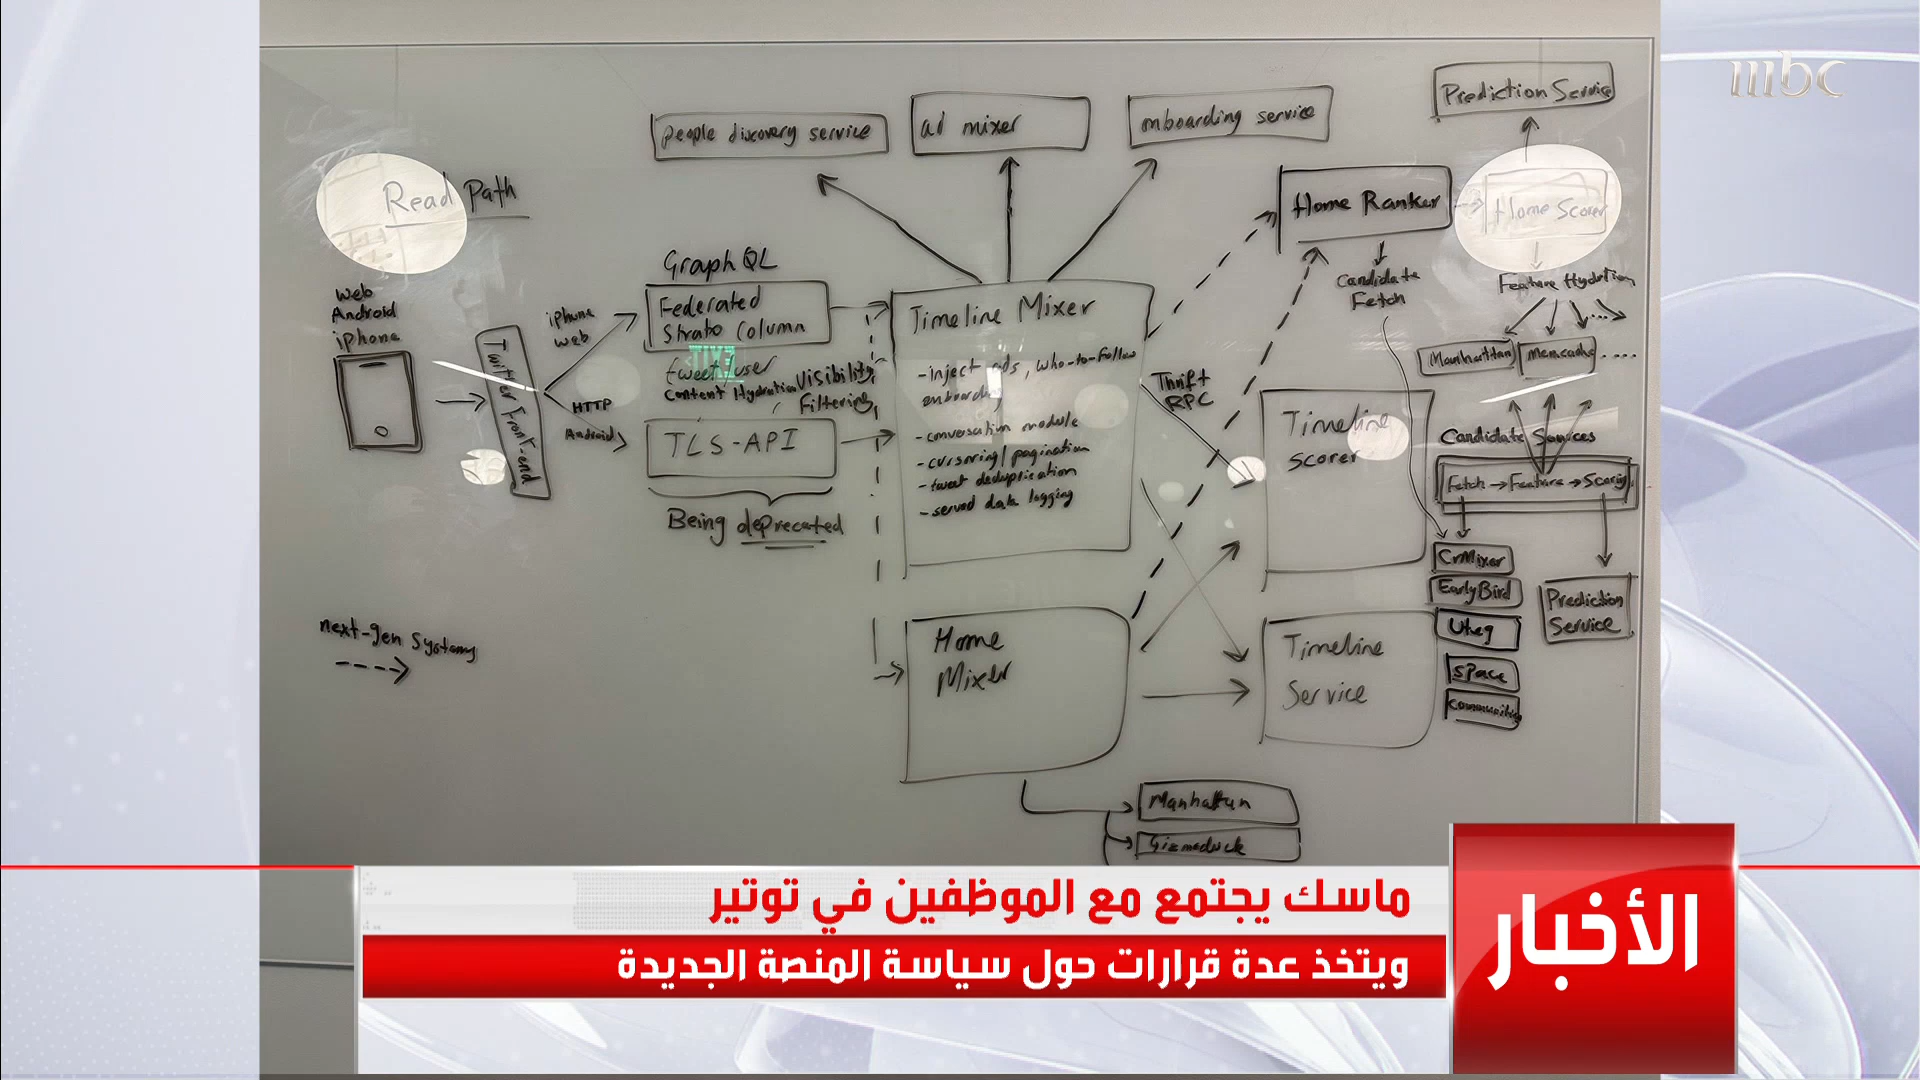 mbc
people discovery service
ad mixer
onboarding service
Prediction Service
Read Path
Home Ranker
Home Scorer
GraphQL
Candidate
Fetch
Feature Hydration
web
Android
iphone
iphone
web
Federated
Strato Column
Timeline Mixer
Twitter Front-end
tweet/user
Content Hydration
Visibility
Filtering
- inject ads, who-to-follow
onboarding
- conversation module
- cursoring/pagination
- tweet deduplication
- served data logging
Thrift
RPC
Manhattan
memcache
HTTP
Android
TLS-API
Being deprecated
Timeline
Scorer
Candidate Sources
Fetch → Feature → Scoring
CrMixer
EarlyBird
Uteg
Space
Communities
Prediction
Service
next-gen systems
Home
Mixer
Timeline
Service
Manhattan
Gizmoduck
ماسك يجتمع مع الموظفين في توتير
ويتخذ عدة قرارات حول سياسة المنصة الجديدة
الأخبار